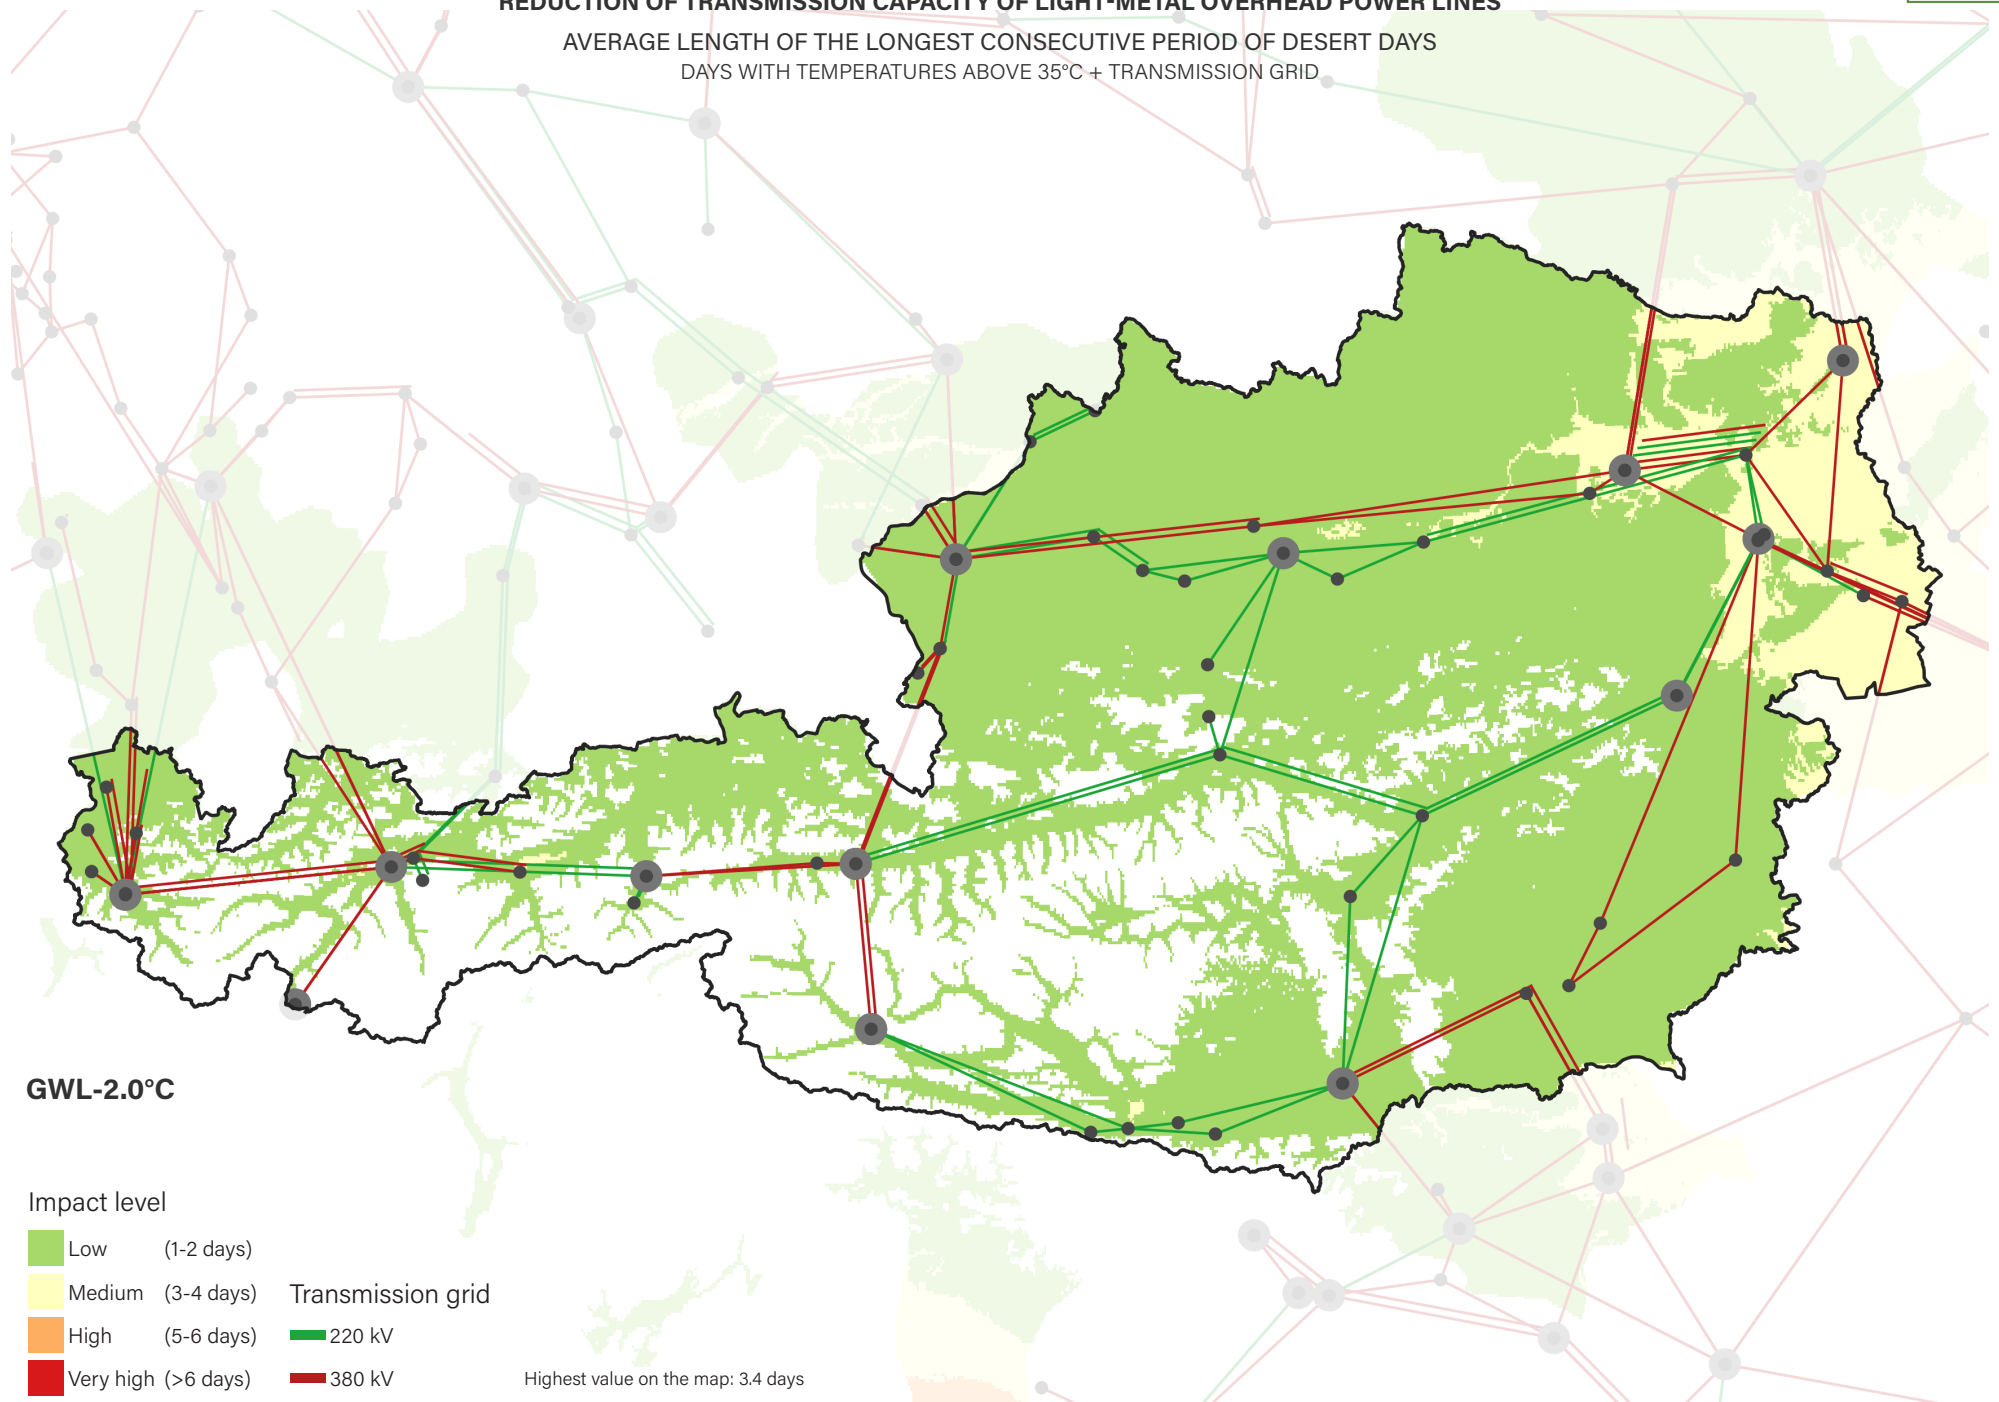 REDUCTION OF TRANSMISSION CAPACITY OF LIGHT-METAL OVERHEAD POWER LINES
AVERAGE LENGTH OF THE LONGEST CONSECUTIVE PERIOD OF DESERT DAYS
DAYS WITH TEMPERATURES ABOVE 35°C + TRANSMISSION GRID
GWL-2.0°C
Impact level
Low (1-2 days)
Medium (3-4 days)
High (5-6 days)
Very high (>6 days)
Transmission grid
220 kV
380 kV
Highest value on the map: 3.4 days